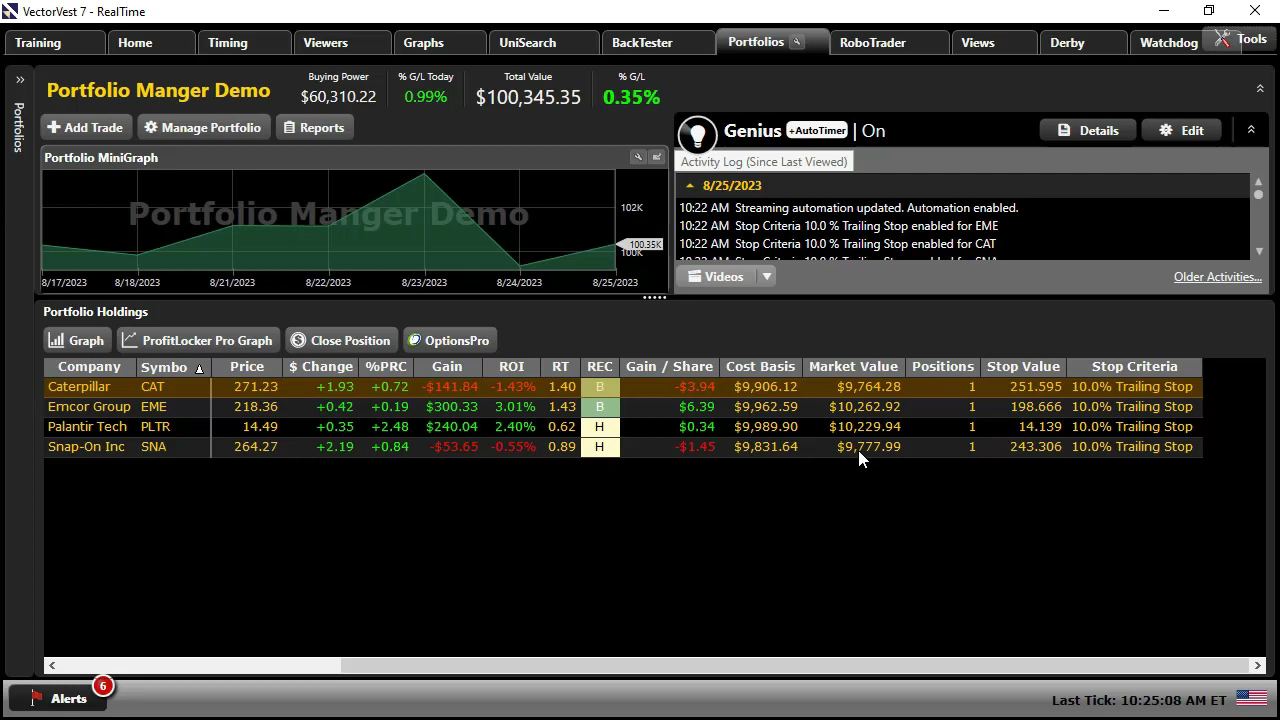 VectorVest 7 - RealTime
Training Home Timing Viewers Graphs UniSearch BackTester Portfolios RoboTrader Views Derby Watchdog Tools
Portfolios
Portfolio Manger Demo
Buying Power % G/L Today Total Value % G/L
$60,310.22 0.99% $100,345.35 0.35%
Add Trade Manage Portfolio Reports
Genius +AutoTimer | On Details Edit
Portfolio MiniGraph
Portfolio Manger Demo
102K
100.35K
100K
8/17/2023 8/18/2023 8/21/2023 8/22/2023 8/23/2023 8/24/2023 8/25/2023
Activity Log (Since Last Viewed)
8/25/2023
10:22 AM Streaming automation updated. Automation enabled.
10:22 AM Stop Criteria 10.0 % Trailing Stop enabled for EME
10:22 AM Stop Criteria 10.0 % Trailing Stop enabled for CAT
Videos Older Activities...
Portfolio Holdings
Graph ProfitLocker Pro Graph Close Position OptionsPro
Company Symbo Price $ Change %PRC Gain ROI RT REC Gain / Share Cost Basis Market Value Positions Stop Value Stop Criteria
Caterpillar CAT 271.23 +1.93 +0.72 -$141.84 -1.43% 1.40 B -$3.94 $9,906.12 $9,764.28 1 251.595 10.0% Trailing Stop
Emcor Group EME 218.36 +0.42 +0.19 $300.33 3.01% 1.43 B $6.39 $9,962.59 $10,262.92 1 198.666 10.0% Trailing Stop
Palantir Tech PLTR 14.49 +0.35 +2.48 $240.04 2.40% 0.62 H $0.34 $9,989.90 $10,229.94 1 14.139 10.0% Trailing Stop
Snap-On Inc SNA 264.27 +2.19 +0.84 -$53.65 -0.55% 0.89 H -$1.45 $9,831.64 $9,777.99 1 243.306 10.0% Trailing Stop
Alerts 6
Last Tick: 10:25:08 AM ET